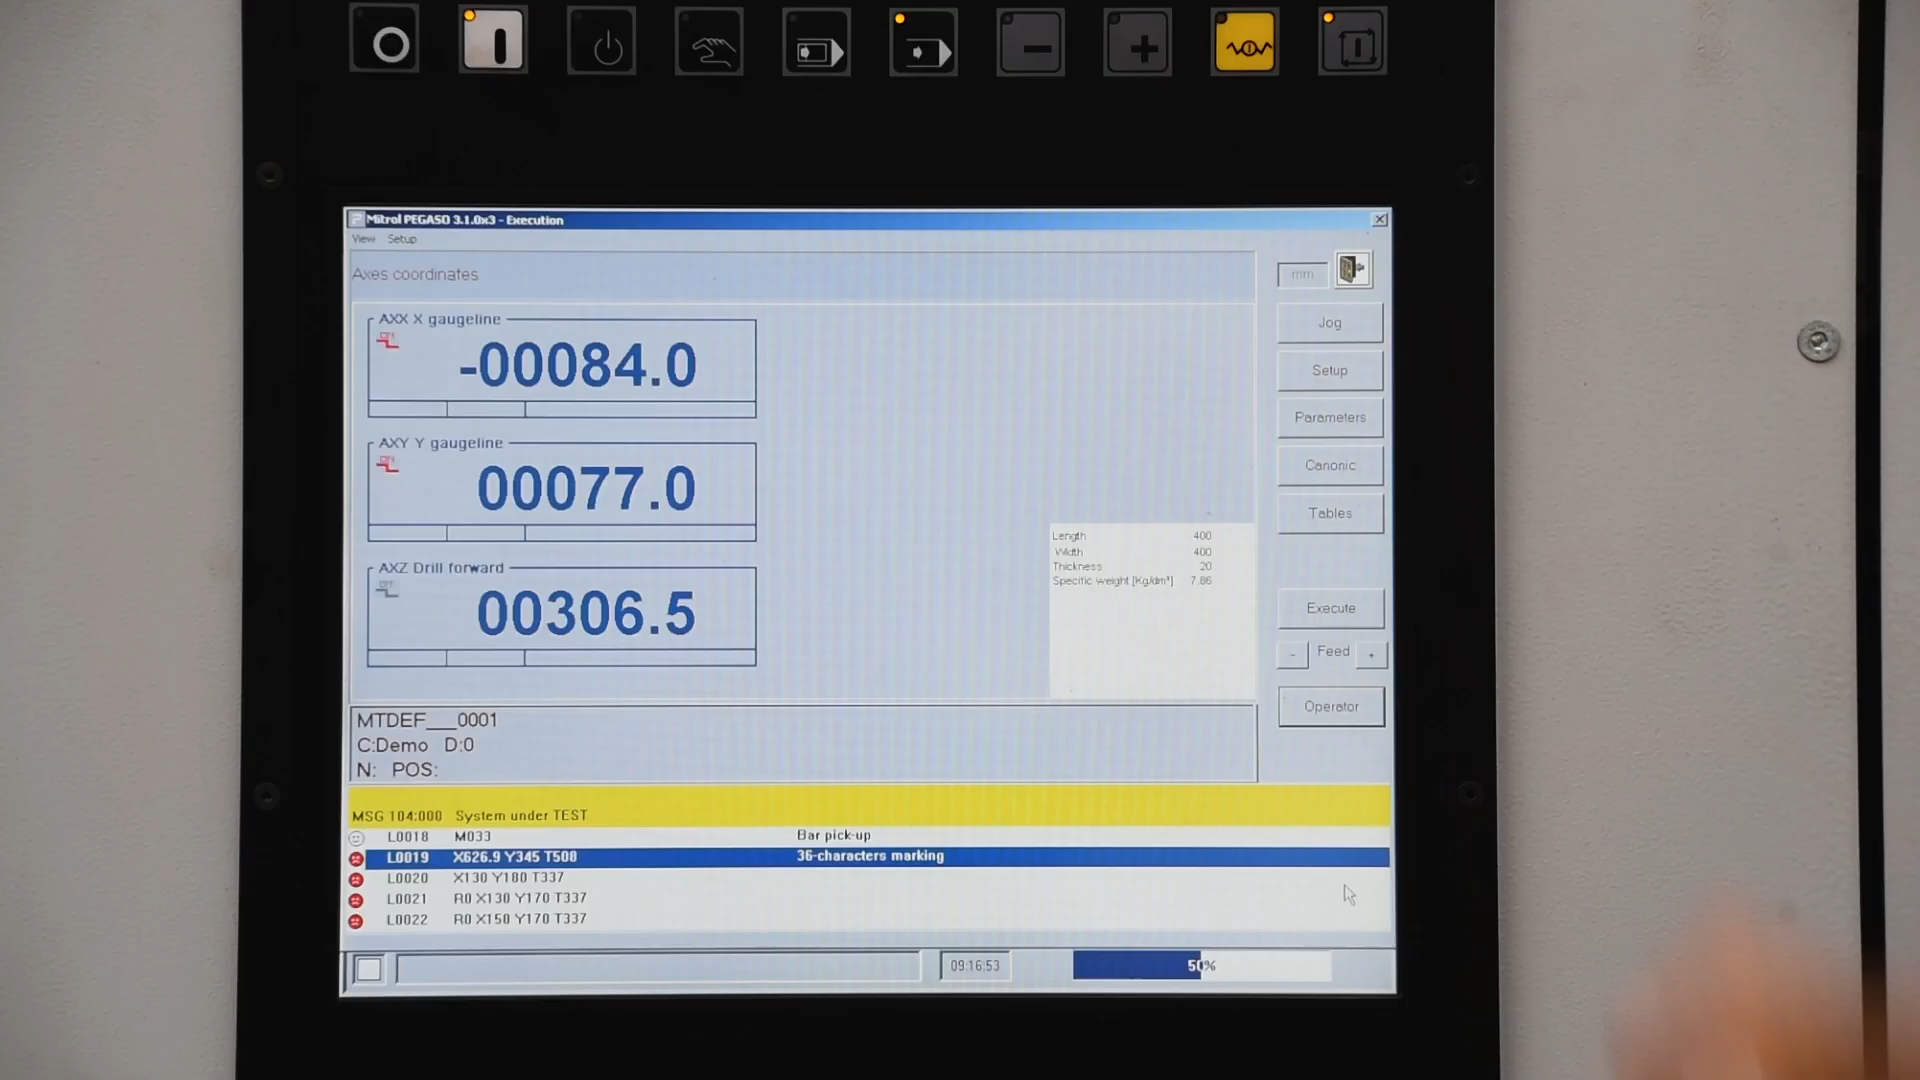 Mitrol PEGASO 3.1.0x3 - Execution
View Setup
Axes coordinates
mm
AXX X gaugeline
OFF
-00084.0
AXY Y gaugeline
OFF
00077.0
AXZ Drill forward
OFF
00306.5
Length 400
Width 400
Thickness 20
Specific weight [Kg/dm³] 7.86
Jog
Setup
Parameters
Canonic
Tables
Execute
- Feed +
Operator
MTDEF___0001
C:Demo D:0
N: POS:
MSG 104:000 System under TEST
L0018 M033 Bar pick-up
L0019 X626.9 Y345 T508 36-characters marking
L0020 X130 Y180 T337
L0021 R0 X130 Y170 T337
L0022 R0 X150 Y170 T337
09:16:53
50%